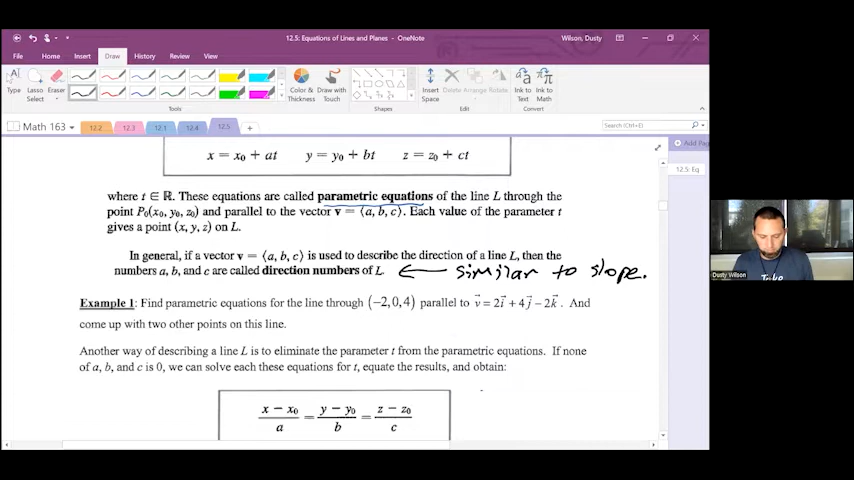 12.5: Equations of Lines and Planes - OneNote
Wilson, Dusty
File Home Insert Draw History Review View
Type
Lasso Select
Eraser
Color & Thickness
Draw with Touch
Insert Space
Delete
Arrange
Rotate
Ink to Text
Ink to Math
Tools
Shapes
Edit
Convert
Math 163
12.2 12.3 12.1 12.4 12.5 +
Search (Ctrl+E)
Add Pag
12.5: Eq
x = x₀ + at y = y₀ + bt z = z₀ + ct
where t ∈ ℝ. These equations are called parametric equations of the line L through the
point P₀(x₀, y₀, z₀) and parallel to the vector v = ⟨a, b, c⟩. Each value of the parameter t
gives a point (x, y, z) on L.
In general, if a vector v = ⟨a, b, c⟩ is used to describe the direction of a line L, then the
numbers a, b, and c are called direction numbers of L. ← similar to slope.
Example 1: Find parametric equations for the line through (−2,0,4) parallel to v⃗ = 2i⃗ + 4j⃗ − 2k⃗ . And
come up with two other points on this line.
Another way of describing a line L is to eliminate the parameter t from the parametric equations. If none
of a, b, and c is 0, we can solve each these equations for t, equate the results, and obtain:
(x − x₀)/a = (y − y₀)/b = (z − z₀)/c
Dusty Wilson